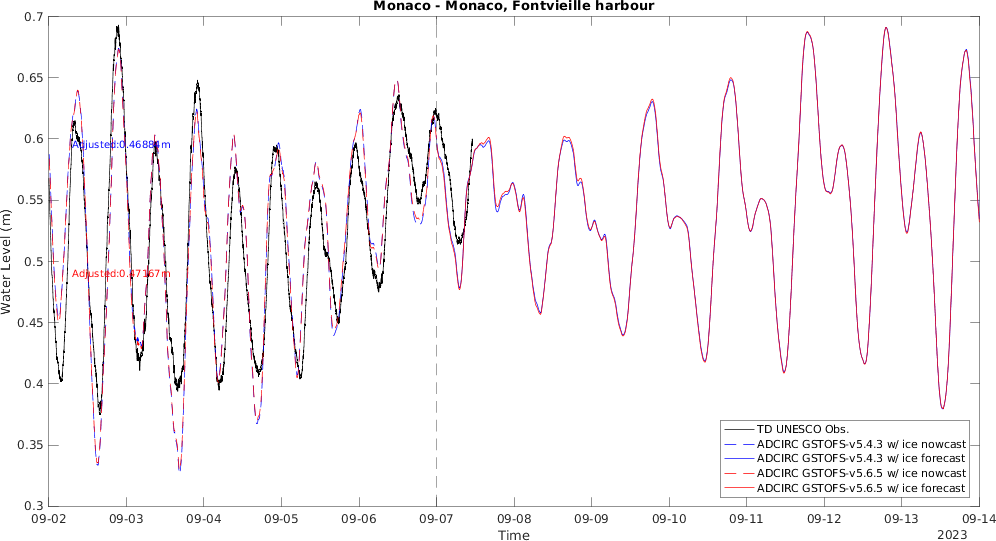 Monaco - Monaco, Fontvieille harbour
0.7
0.65
0.6
Adjusted:0.46884m
0.55
Water Level (m)
0.5
Adjusted:0.47167m
0.45
0.4
0.35
0.3
TD UNESCO Obs.
ADCIRC GSTOFS-v5.4.3 w/ ice nowcast
ADCIRC GSTOFS-v5.4.3 w/ ice forecast
ADCIRC GSTOFS-v5.6.5 w/ ice nowcast
ADCIRC GSTOFS-v5.6.5 w/ ice forecast
09-02 09-03 09-04 09-05 09-06 09-07 09-08 09-09 09-10 09-11 09-12 09-13 09-14
Time
2023